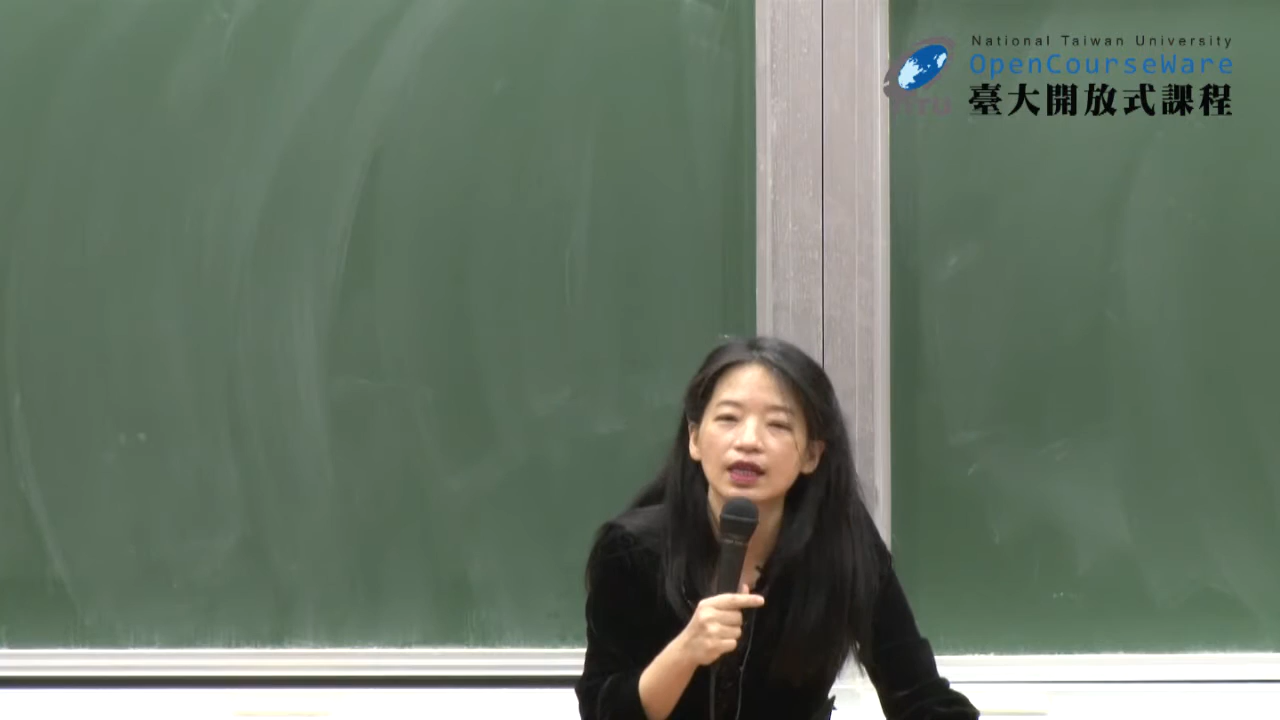 National Taiwan University
OpenCourseWare
臺大開放式課程